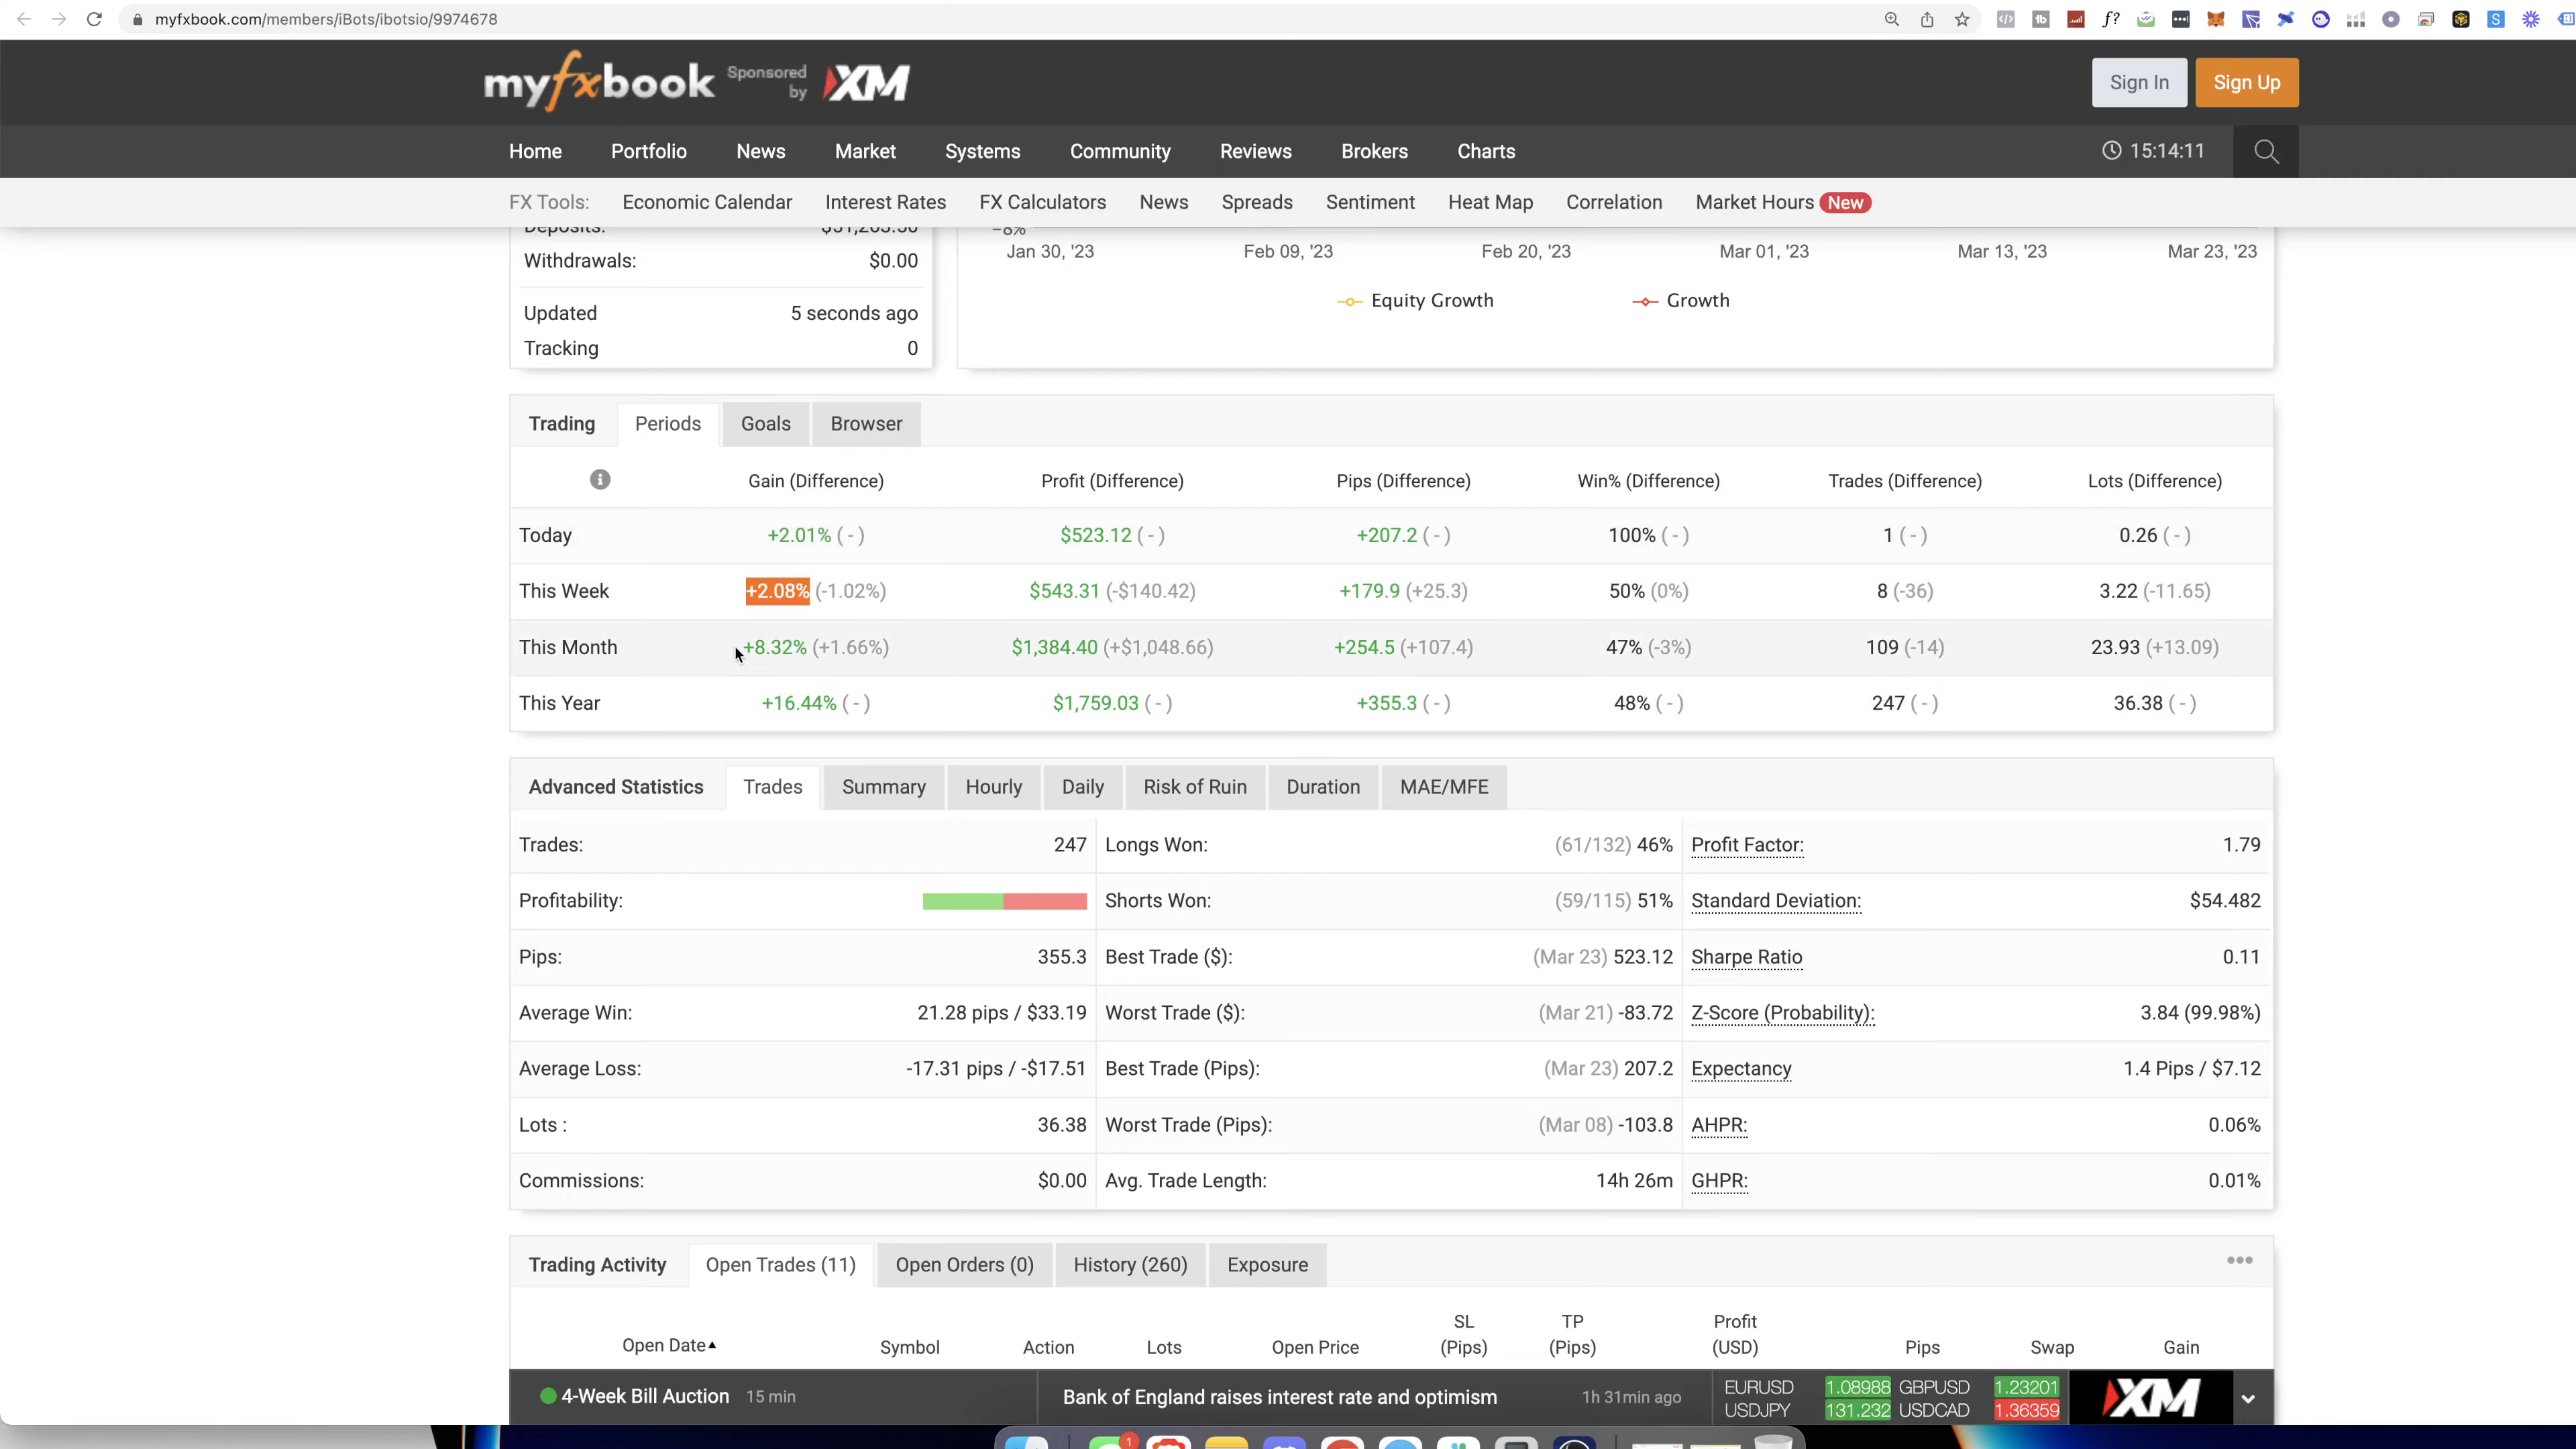 myfxbook.com/members/iBots/ibotsio/9974678
myfxbook Sponsored by XM
Sign In Sign Up
Home Portfolio News Market Systems Community Reviews Brokers Charts 15:14:11
FX Tools: Economic Calendar Interest Rates FX Calculators News Spreads Sentiment Heat Map Correlation Market Hours New
Deposits:
-8%
Jan 30, '23 Feb 09, '23 Feb 20, '23 Mar 01, '23 Mar 13, '23 Mar 23, '23
Withdrawals: $0.00
Equity Growth Growth
Updated 5 seconds ago
Tracking 0
Trading Periods Goals Browser
Gain (Difference) Profit (Difference) Pips (Difference) Win% (Difference) Trades (Difference) Lots (Difference)
Today +2.01% ( - ) $523.12 ( - ) +207.2 ( - ) 100% ( - ) 1 ( - ) 0.26 ( - )
This Week +2.08% (-1.02%) $543.31 (-$140.42) +179.9 (+25.3) 50% (0%) 8 (-36) 3.22 (-11.65)
This Month +8.32% (+1.66%) $1,384.40 (+$1,048.66) +254.5 (+107.4) 47% (-3%) 109 (-14) 23.93 (+13.09)
This Year +16.44% ( - ) $1,759.03 ( - ) +355.3 ( - ) 48% ( - ) 247 ( - ) 36.38 ( - )
Advanced Statistics Trades Summary Hourly Daily Risk of Ruin Duration MAE/MFE
Trades: 247 Longs Won: (61/132) 46% Profit Factor: 1.79
Profitability: Shorts Won: (59/115) 51% Standard Deviation: $54.482
Pips: 355.3 Best Trade ($): (Mar 23) 523.12 Sharpe Ratio 0.11
Average Win: 21.28 pips / $33.19 Worst Trade ($): (Mar 21) -83.72 Z-Score (Probability): 3.84 (99.98%)
Average Loss: -17.31 pips / -$17.51 Best Trade (Pips): (Mar 23) 207.2 Expectancy 1.4 Pips / $7.12
Lots : 36.38 Worst Trade (Pips): (Mar 08) -103.8 AHPR: 0.06%
Commissions: $0.00 Avg. Trade Length: 14h 26m GHPR: 0.01%
Trading Activity Open Trades (11) Open Orders (0) History (260) Exposure
Open Date Symbol Action Lots Open Price SL (Pips) TP (Pips) Profit (USD) Pips Swap Gain
4-Week Bill Auction 15 min Bank of England raises interest rate and optimism 1h 31min ago
EURUSD 1.08988 GBPUSD 1.23201
USDJPY 131.232 USDCAD 1.36359
XM